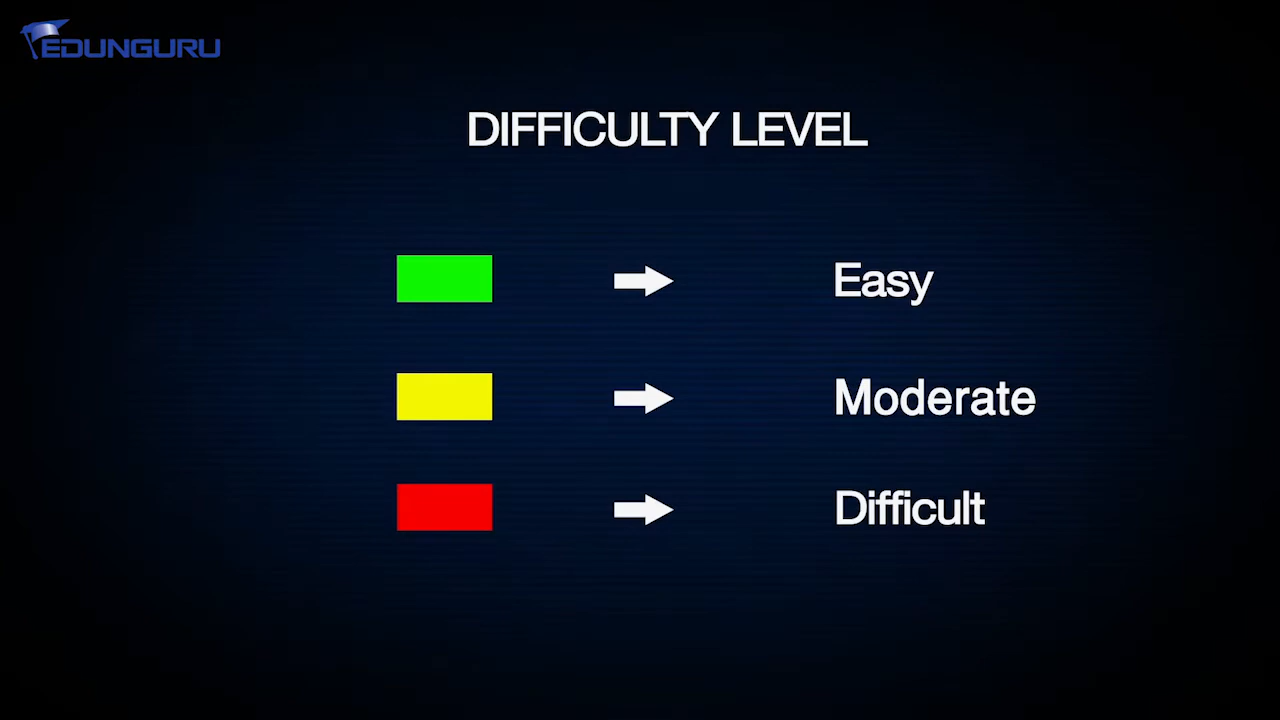 EDUNGURU
DIFFICULTY LEVEL
Easy
Moderate
Difficult